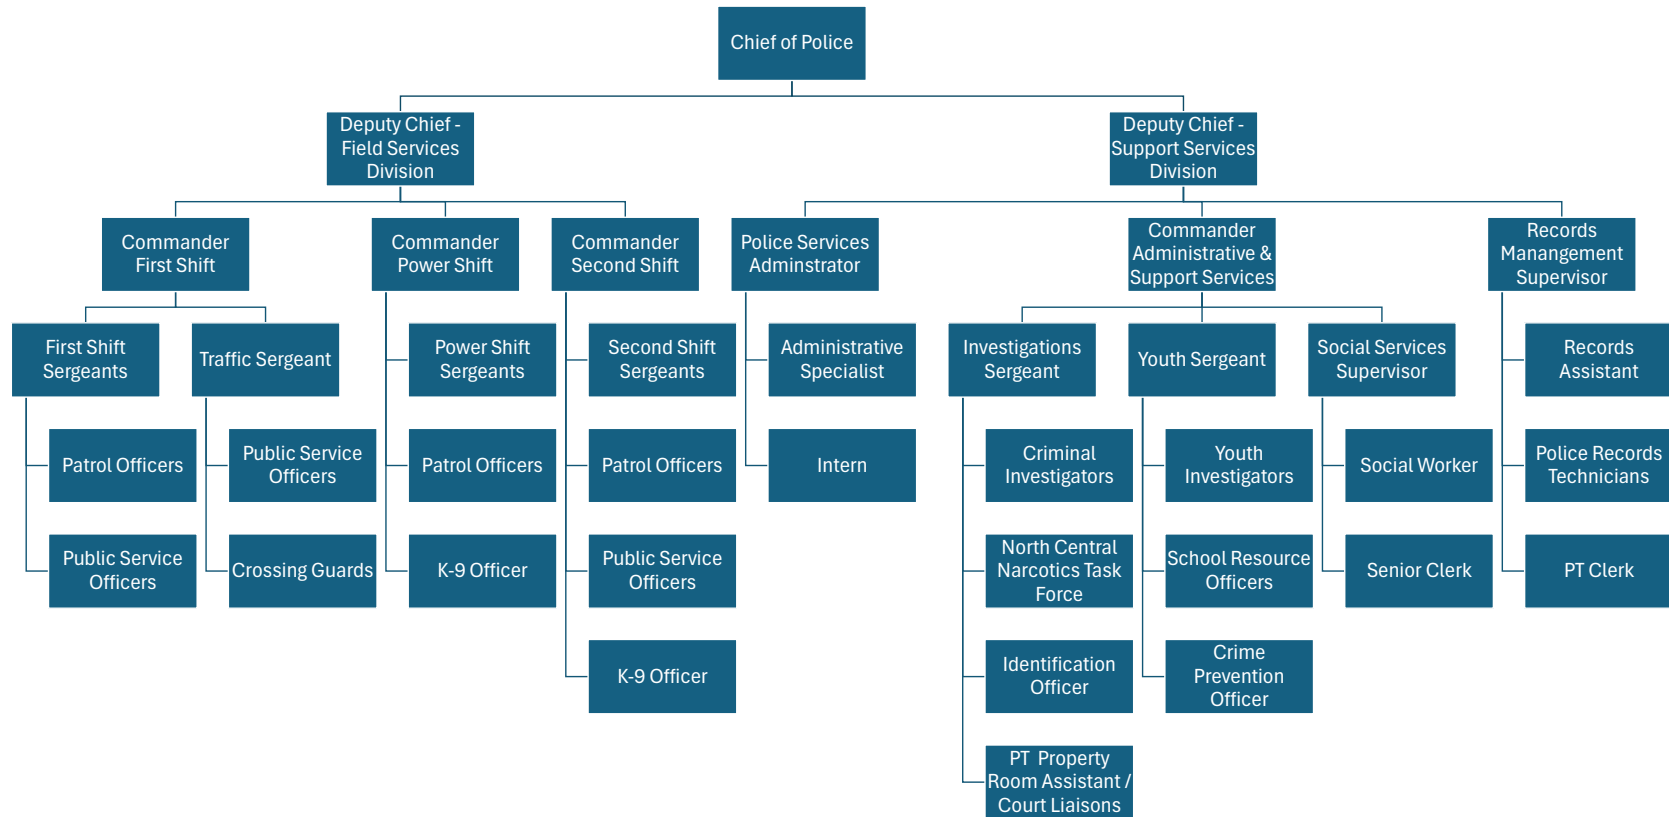 Chief of Police
Deputy Chief -
Field Services
Division
Deputy Chief -
Support Services
Division
Commander
First Shift
Commander
Power Shift
Commander
Second Shift
Police Services
Adminstrator
Commander
Administrative &
Support Services
Records
Manangement
Supervisor
First Shift
Sergeants
Traffic Sergeant
Power Shift
Sergeants
Second Shift
Sergeants
Administrative
Specialist
Investigations
Sergeant
Youth Sergeant
Social Services
Supervisor
Records
Assistant
Patrol Officers
Public Service
Officers
Patrol Officers
Patrol Officers
Intern
Criminal
Investigators
Youth
Investigators
Social Worker
Police Records
Technicians
Public Service
Officers
Crossing Guards
K-9 Officer
Public Service
Officers
North Central
Narcotics Task
Force
School Resource
Officers
Senior Clerk
PT Clerk
K-9 Officer
Identification
Officer
Crime
Prevention
Officer
PT  Property
Room Assistant /
Court Liaisons